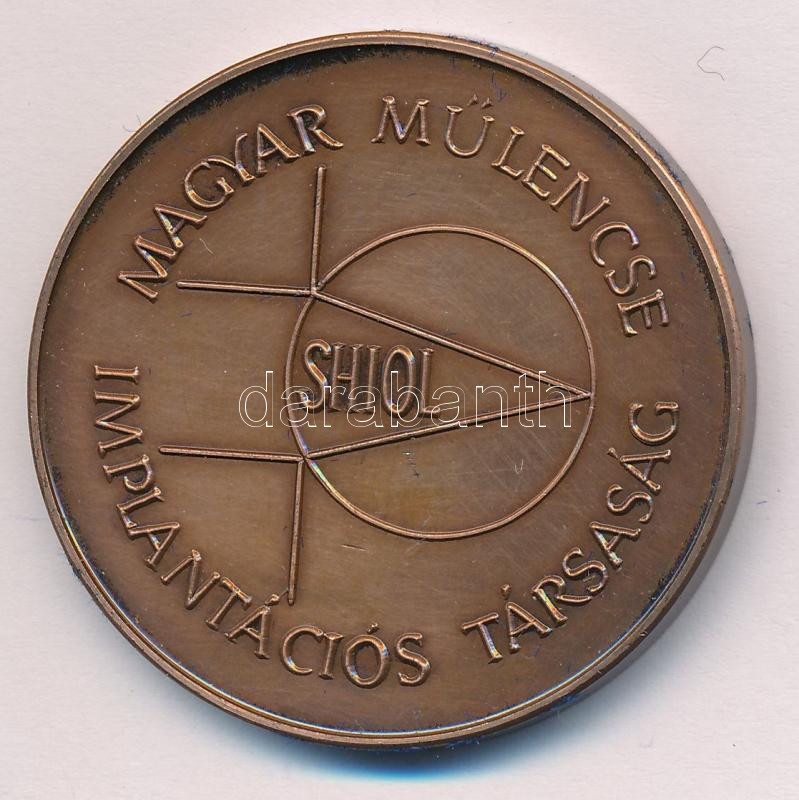 MAGYAR MŰLENCSE
IMPLANTÁCIÓS TÁRSASÁG
SHIOL
darabanth